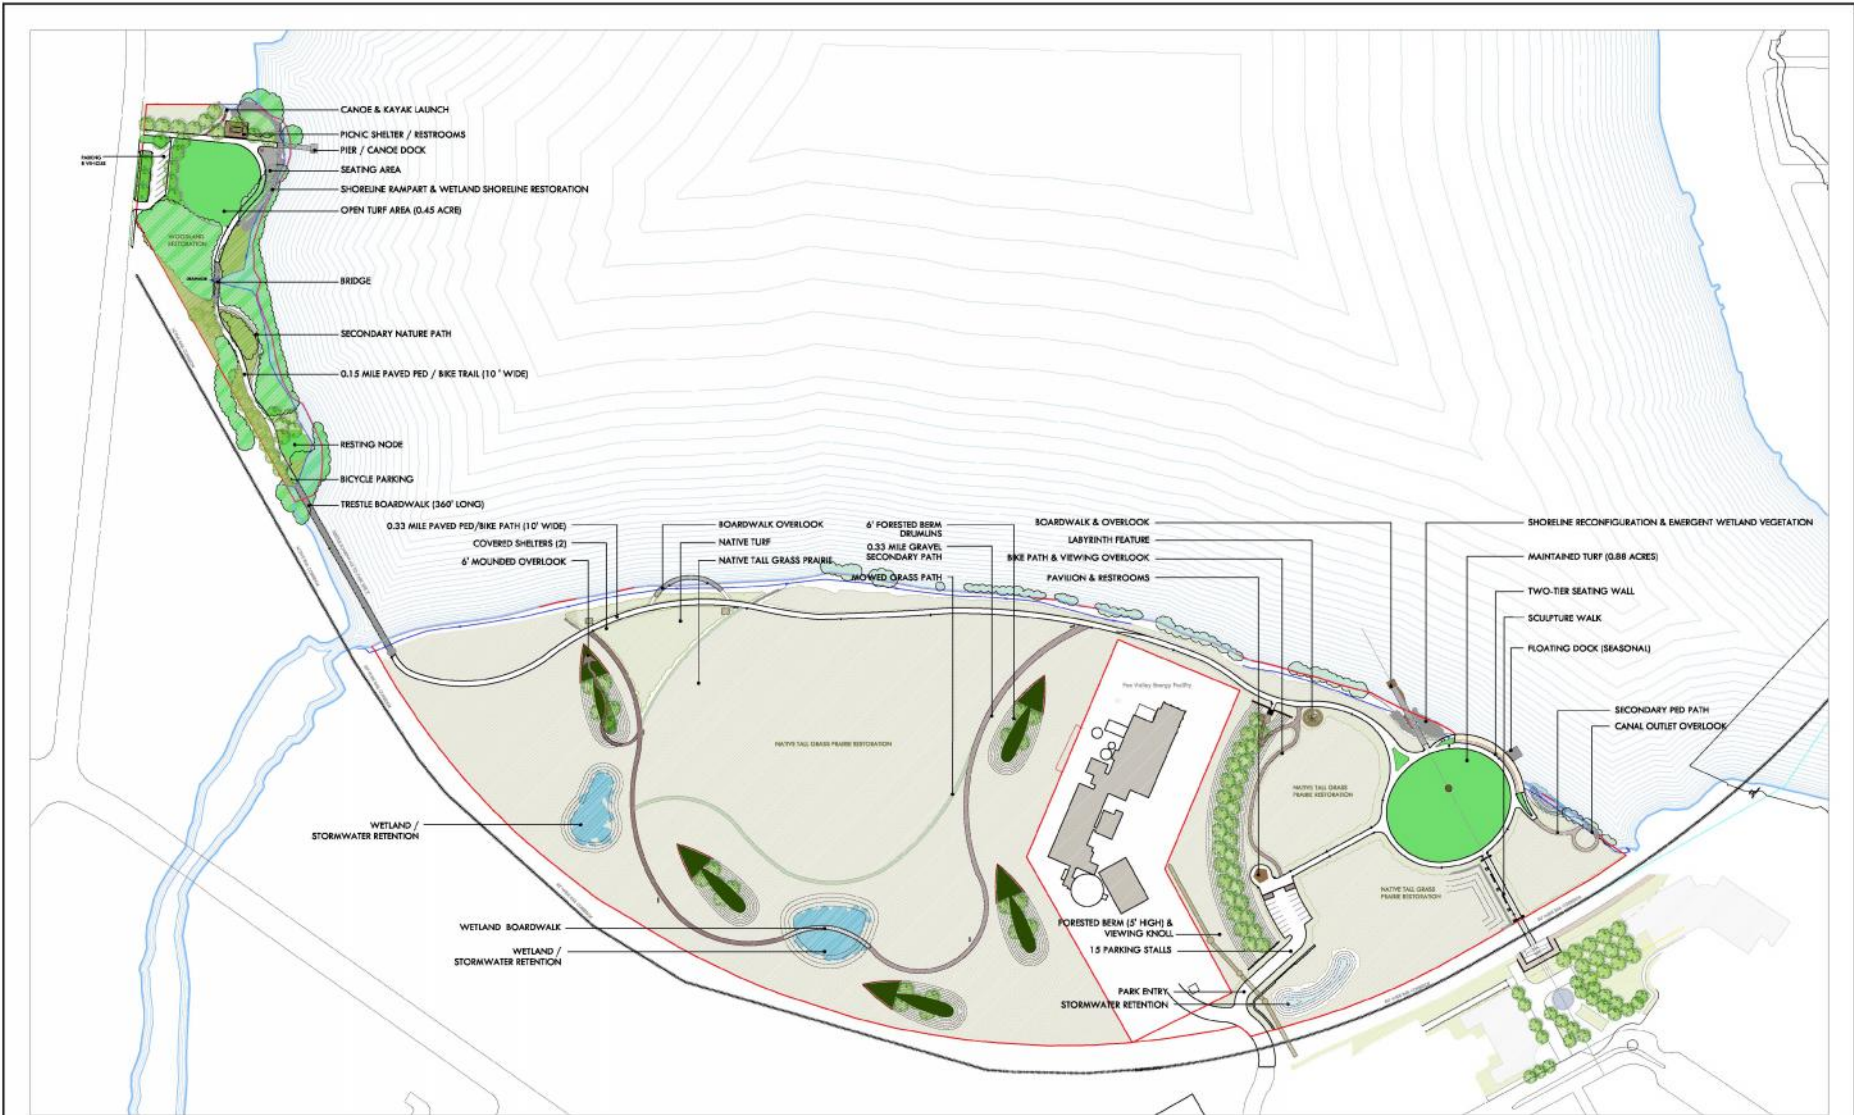 CANOE & KAYAK LAUNCH
PICNIC SHELTER / RESTROOMS
PIER / CANOE DOCK
SEATING AREA
SHORELINE RAMPART & WETLAND SHORELINE RESTORATION
OPEN TURF AREA (0.45 ACRE)
WOODLAND
RESTORATION
BRIDGE
SECONDARY NATURE PATH
0.15 MILE PAVED PED / BIKE TRAIL (10 ' WIDE)
RESTING NODE
BICYCLE PARKING
TRESTLE BOARDWALK (360' LONG)
0.33 MILE PAVED PED/BIKE PATH (10' WIDE)
COVERED SHELTERS (2)
6' MOUNDED OVERLOOK
BOARDWALK OVERLOOK
NATIVE TURF
NATIVE TALL GRASS PRAIRIE
6' FORESTED BERM
DRUMLINS
0.33 MILE GRAVEL
SECONDARY PATH
MOWED GRASS PATH
BOARDWALK & OVERLOOK
LABYRINTH FEATURE
BIKE PATH & VIEWING OVERLOOK
PAVILION & RESTROOMS
SHORELINE RECONFIGURATION & EMERGENT WETLAND VEGETATION
MAINTAINED TURF (0.88 ACRES)
TWO-TIER SEATING WALL
SCULPTURE WALK
FLOATING DOCK (SEASONAL)
SECONDARY PED PATH
CANAL OUTLET OVERLOOK
Fox Valley Energy Facility
NATIVE TALL GRASS PRAIRIE RESTORATION
NATIVE TALL GRASS
PRAIRIE RESTORATION
NATIVE TALL GRASS
PRAIRIE RESTORATION
WETLAND /
STORMWATER RETENTION
WETLAND BOARDWALK
WETLAND /
STORMWATER RETENTION
FORESTED BERM (5' HIGH) &
VIEWING KNOLL
15 PARKING STALLS
PARK ENTRY
STORMWATER RETENTION